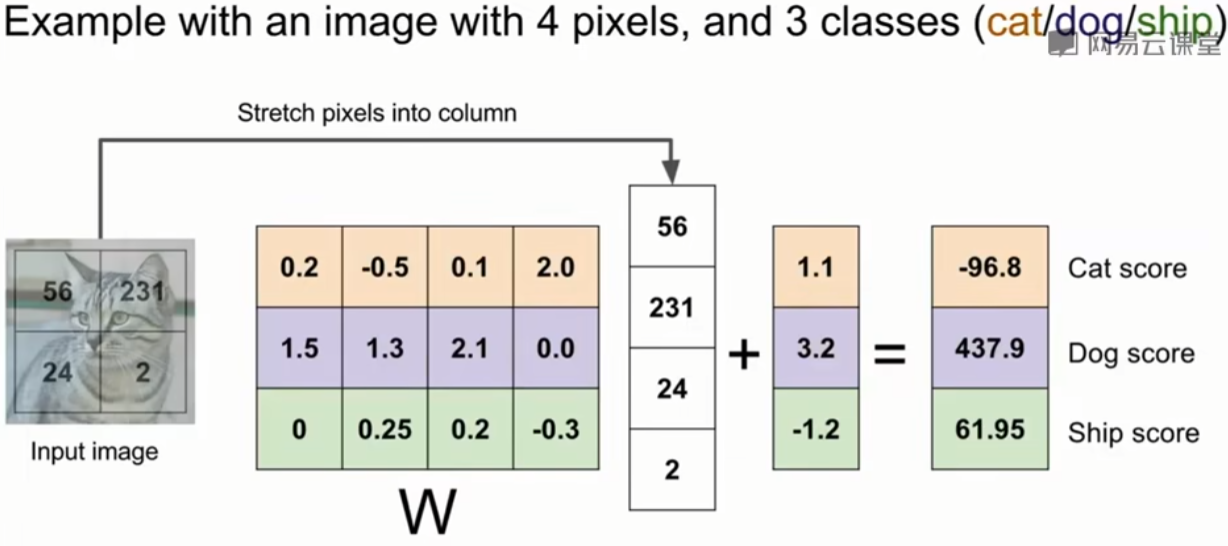 Example with an image with 4 pixels, and 3 classes (cat/dog/ship)
网易云课堂
Stretch pixels into column
56 231
24 2
Input image
0.2 -0.5 0.1 2.0
1.5 1.3 2.1 0.0
0 0.25 0.2 -0.3
W
56
231
24
2
+
1.1
3.2
-1.2
=
-96.8 Cat score
437.9 Dog score
61.95 Ship score